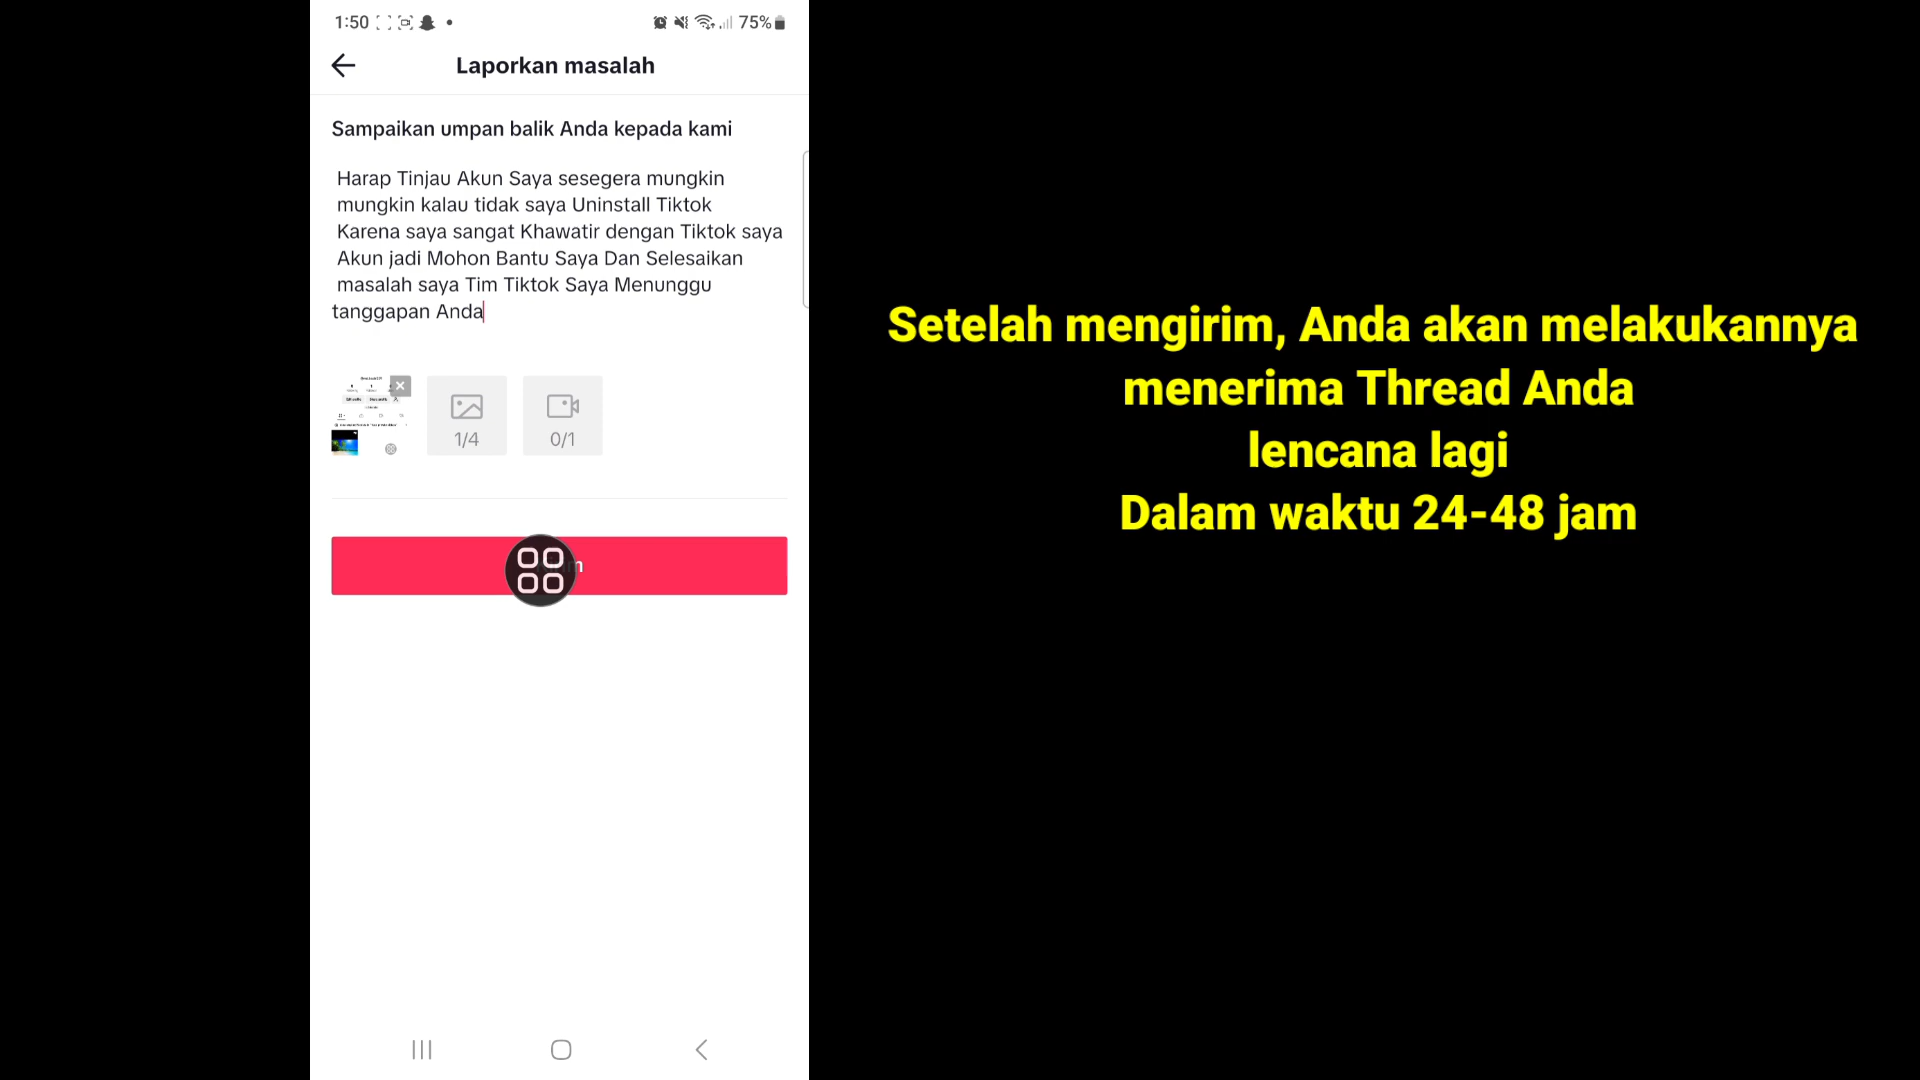 1:50
75%
Laporkan masalah
Sampaikan umpan balik Anda kepada kami
Harap Tinjau Akun Saya sesegera mungkin
mungkin kalau tidak saya Uninstall Tiktok
Karena saya sangat Khawatir dengan Tiktok saya
Akun jadi Mohon Bantu Saya Dan Selesaikan
masalah saya Tim Tiktok Saya Menunggu
tanggapan Anda
1/4
0/1
Setelah mengirim, Anda akan melakukannya
menerima Thread Anda
lencana lagi
Dalam waktu 24-48 jam